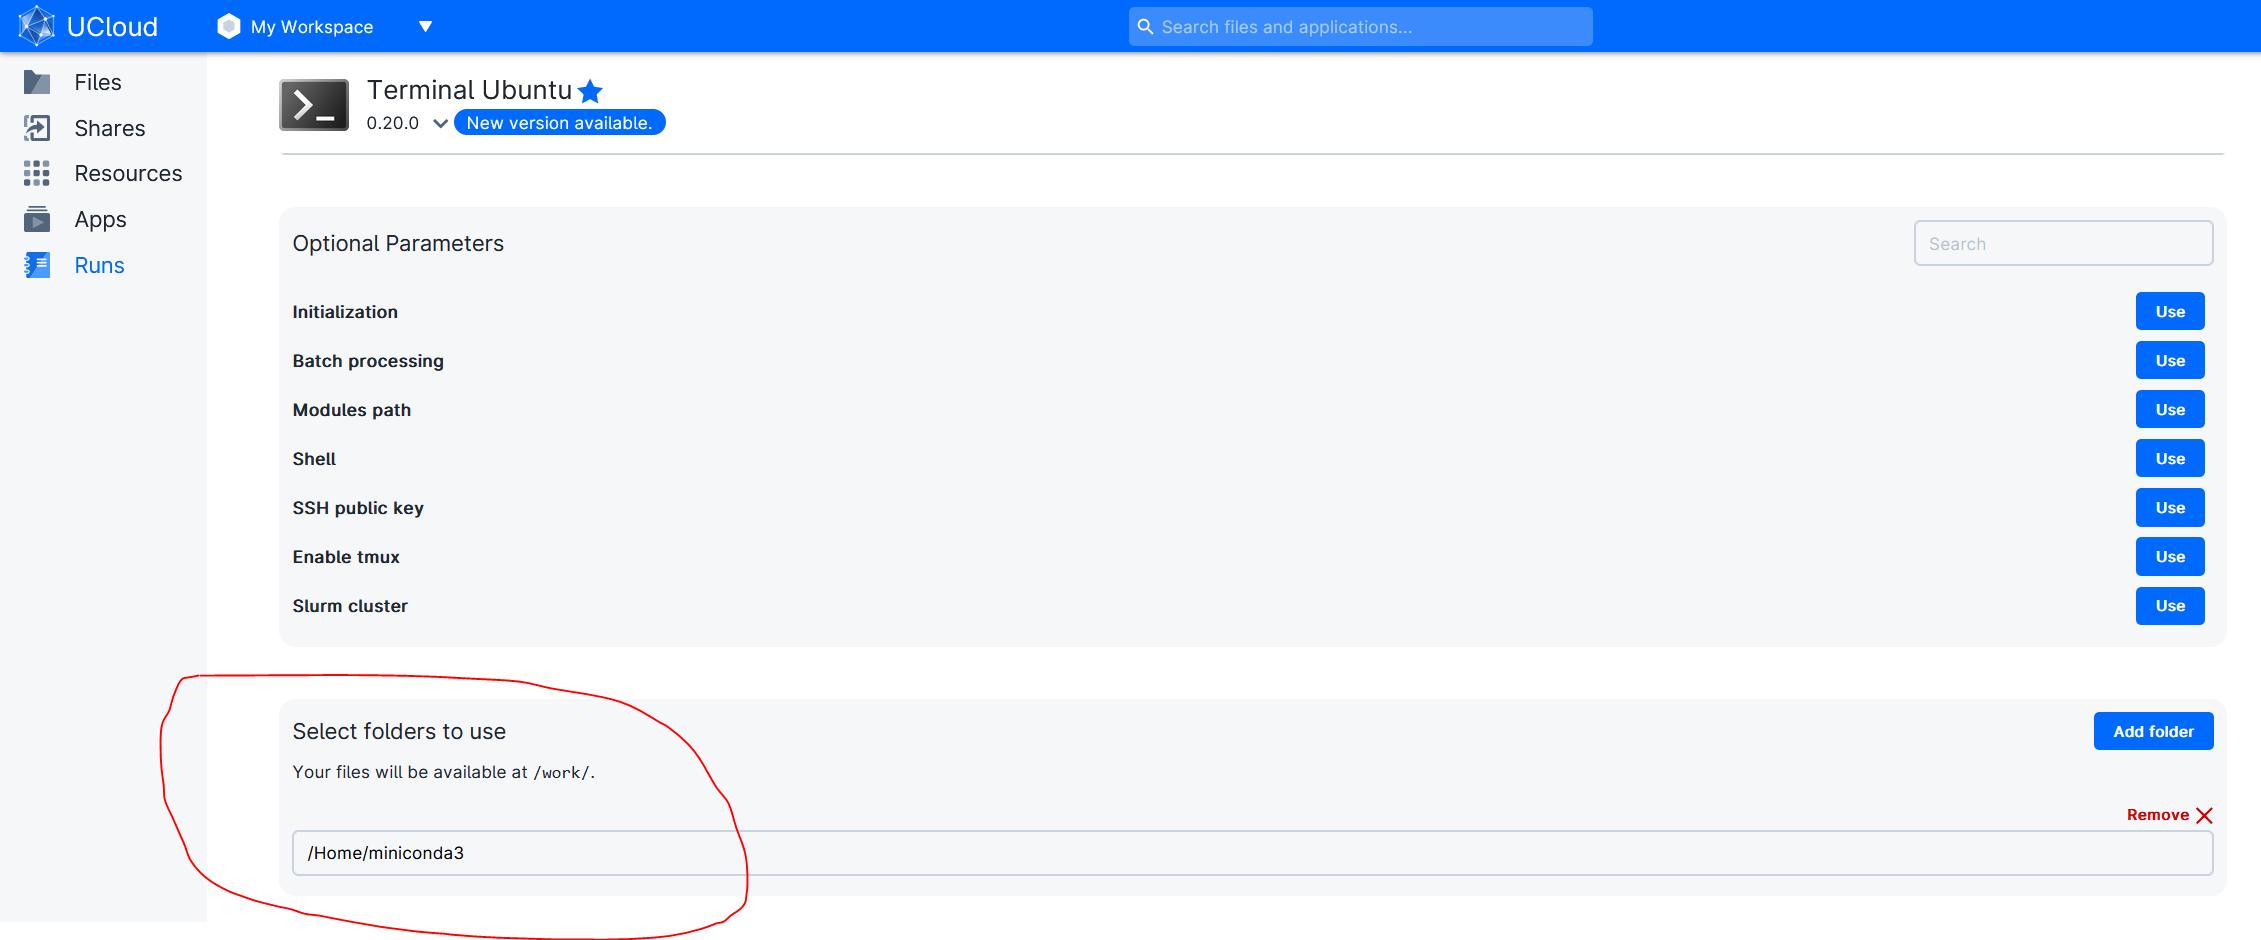 UCloud
My Workspace
Search files and applications...
Files
Shares
Resources
Apps
Runs
Terminal Ubuntu
0.20.0
New version available.
Optional Parameters
Search
Initialization
Use
Batch processing
Use
Modules path
Use
Shell
Use
SSH public key
Use
Enable tmux
Use
Slurm cluster
Use
Select folders to use
Add folder
Your files will be available at /work/.
Remove
/Home/miniconda3